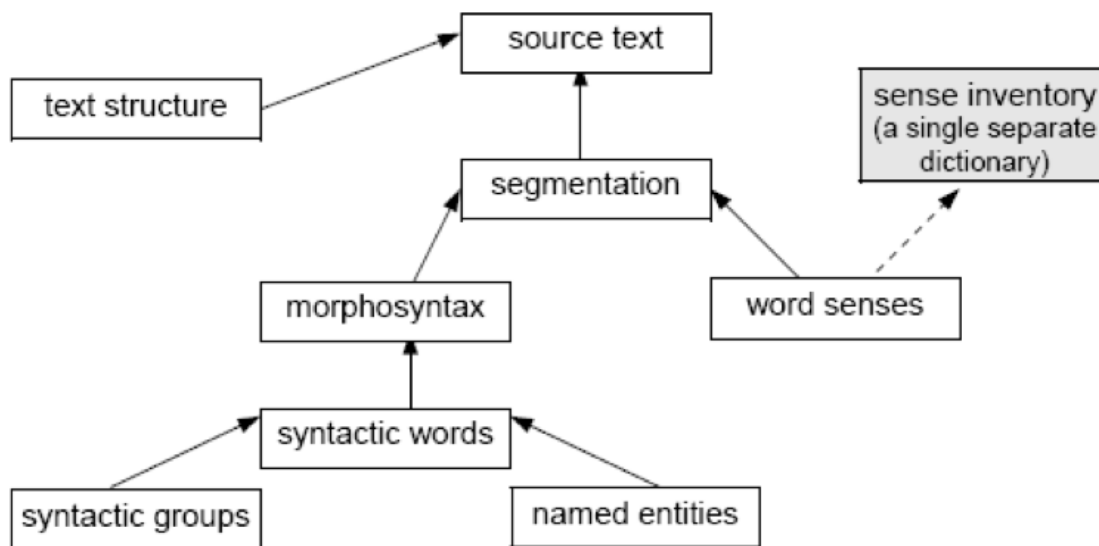 source text
text structure
sense inventory
(a single separate
dictionary)
segmentation
morphosyntax
word senses
syntactic words
syntactic groups
named entities